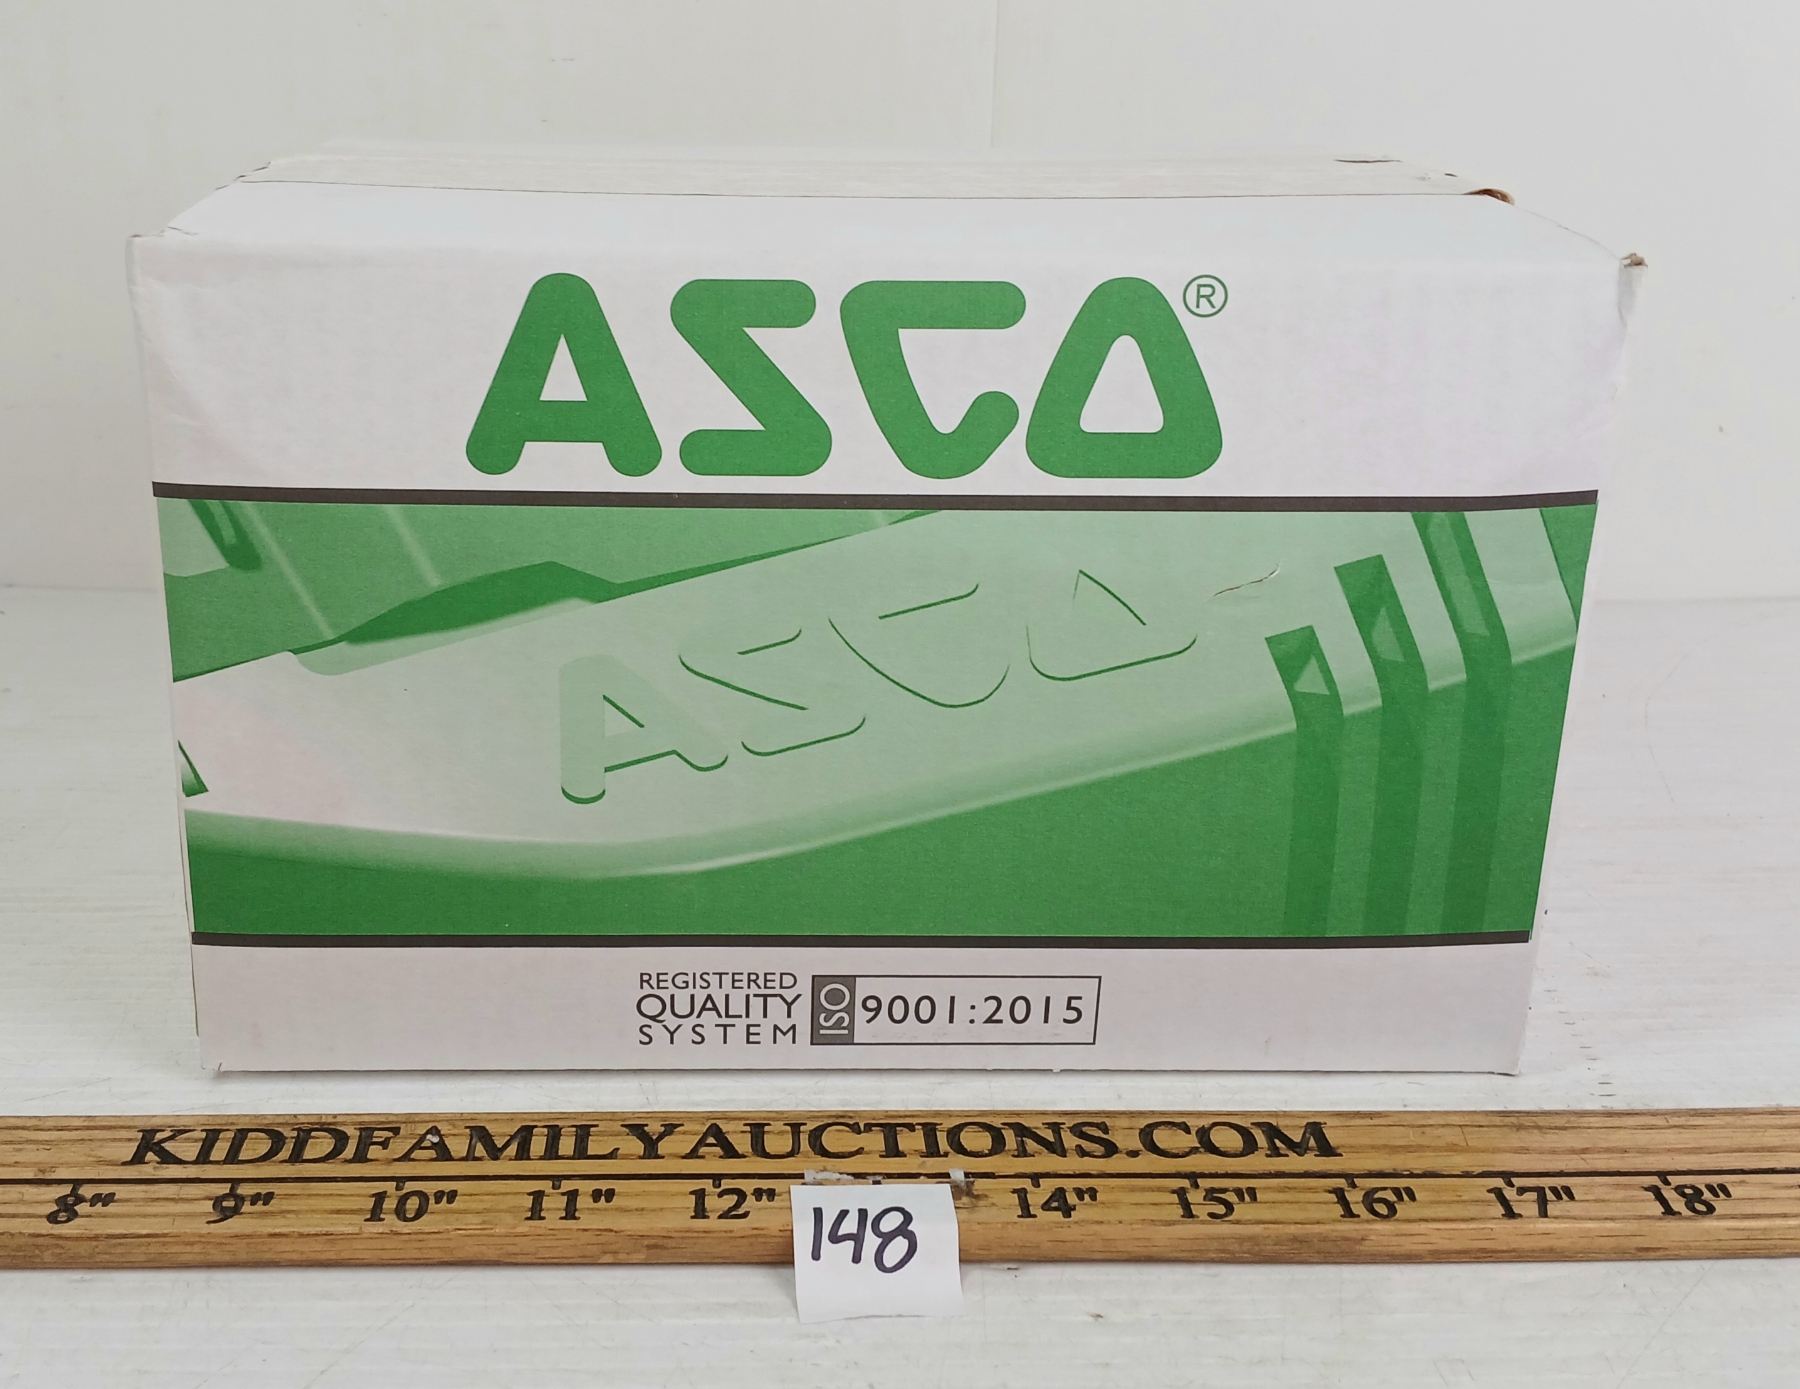 ASCO®
ASCO
REGISTERED
QUALITY
SYSTEM
ISO 9001:2015
KIDDFAMILYAUCTIONS.COM
8" 9" 10" 11" 12" 14" 15" 16" 17" 18"
148